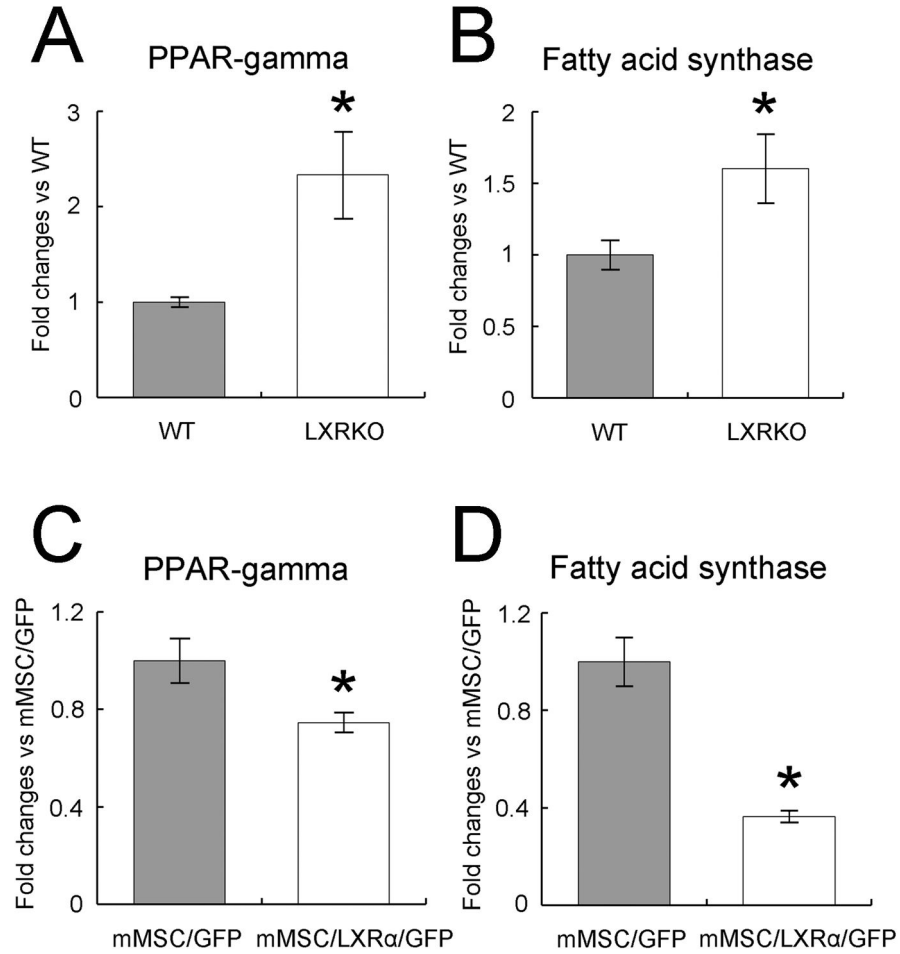 A
PPAR-gamma
*
Fold changes vs WT
3
2
1
0
WT LXRKO
B
Fatty acid synthase
*
Fold changes vs WT
2
1.5
1
0.5
0
WT LXRKO
C
PPAR-gamma
*
Fold changes vs mMSC/GFP
1.2
0.8
0.4
0
mMSC/GFP mMSC/LXRα/GFP
D
Fatty acid synthase
*
Fold changes vs mMSC/GFP
1.2
0.8
0.4
0
mMSC/GFP mMSC/LXRα/GFP